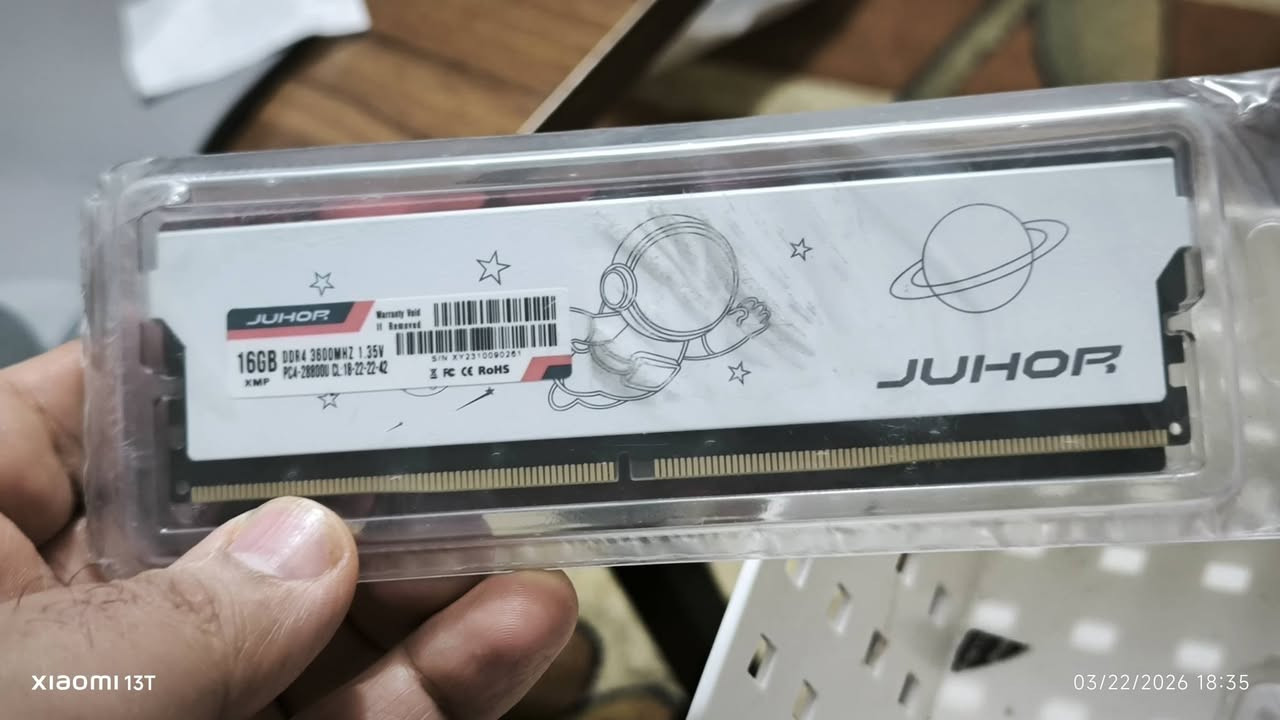 JUHOR
Warranty Void
If Removed
16GB DDR4 3600MHZ 1.35V
XMP PC4-28800U CL:18-22-22-42
S/N XY2310090261
FC CE RoHS
JUHOR
XIAOMI 13T
03/22/2026 18:35